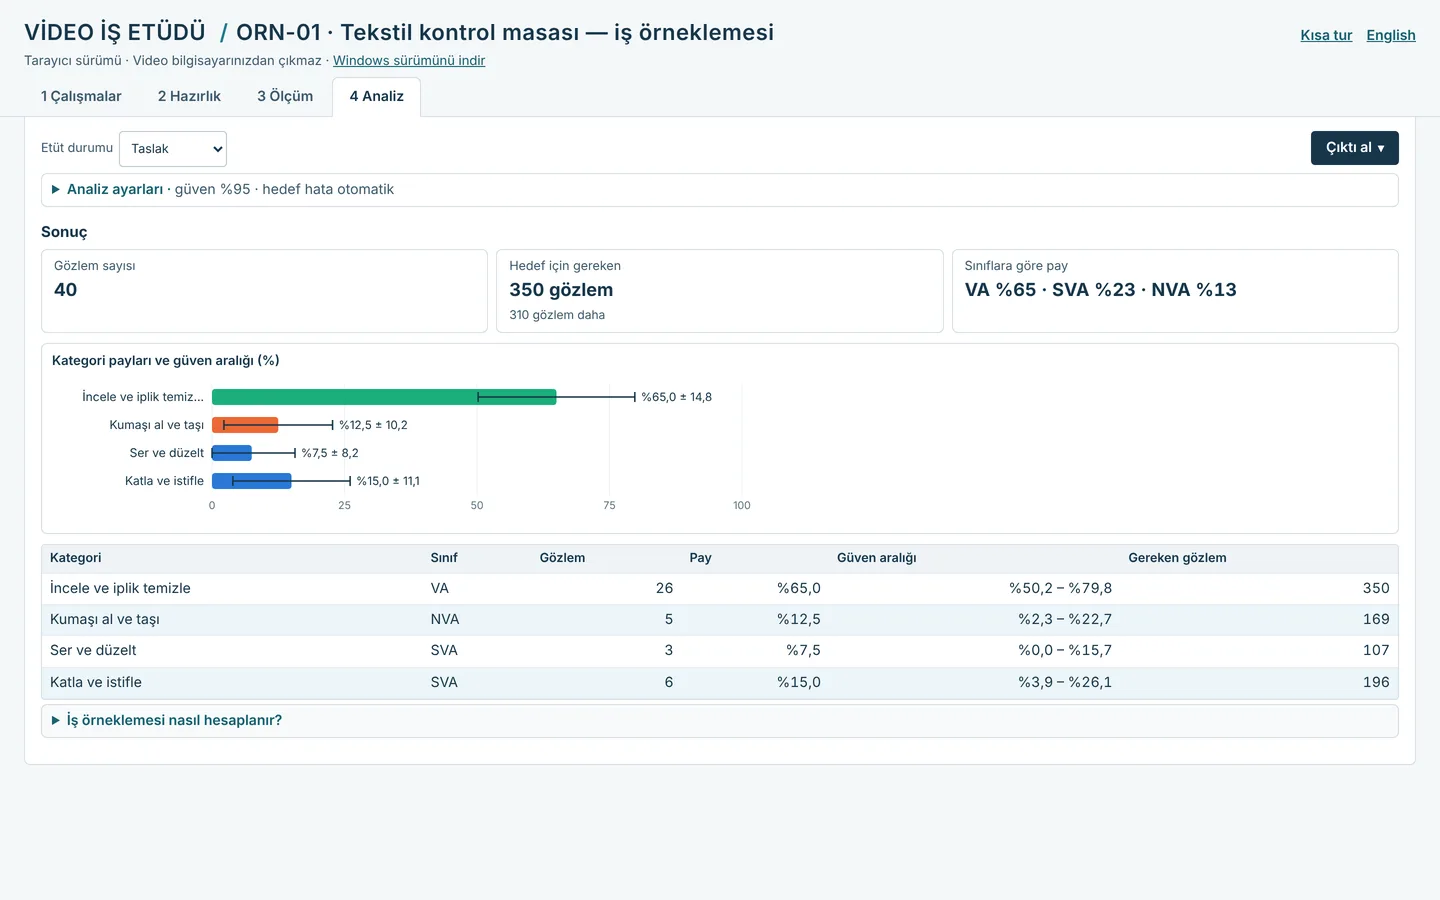 VİDEO İŞ ETÜDÜ / ORN-01 · Tekstil kontrol masası — iş örneklemesi
Kısa tur English
Tarayıcı sürümü · Video bilgisayarınızdan çıkmaz · Windows sürümünü indir
1 Çalışmalar 2 Hazırlık 3 Ölçüm 4 Analiz
Etüt durumu Taslak Çıktı al ▾
▶ Analiz ayarları · güven %95 · hedef hata otomatik
Sonuç
Gözlem sayısı
40
Hedef için gereken
350 gözlem
310 gözlem daha
Sınıflara göre pay
VA %65 · SVA %23 · NVA %13
Kategori payları ve güven aralığı (%)
İncele ve iplik temiz... %65,0 ± 14,8
Kumaşı al ve taşı %12,5 ± 10,2
Ser ve düzelt %7,5 ± 8,2
Katla ve istifle %15,0 ± 11,1
0 25 50 75 100
Kategori Sınıf Gözlem Pay Güven aralığı Gereken gözlem
İncele ve iplik temizle VA 26 %65,0 %50,2 – %79,8 350
Kumaşı al ve taşı NVA 5 %12,5 %2,3 – %22,7 169
Ser ve düzelt SVA 3 %7,5 %0,0 – %15,7 107
Katla ve istifle SVA 6 %15,0 %3,9 – %26,1 196
▶ İş örneklemesi nasıl hesaplanır?